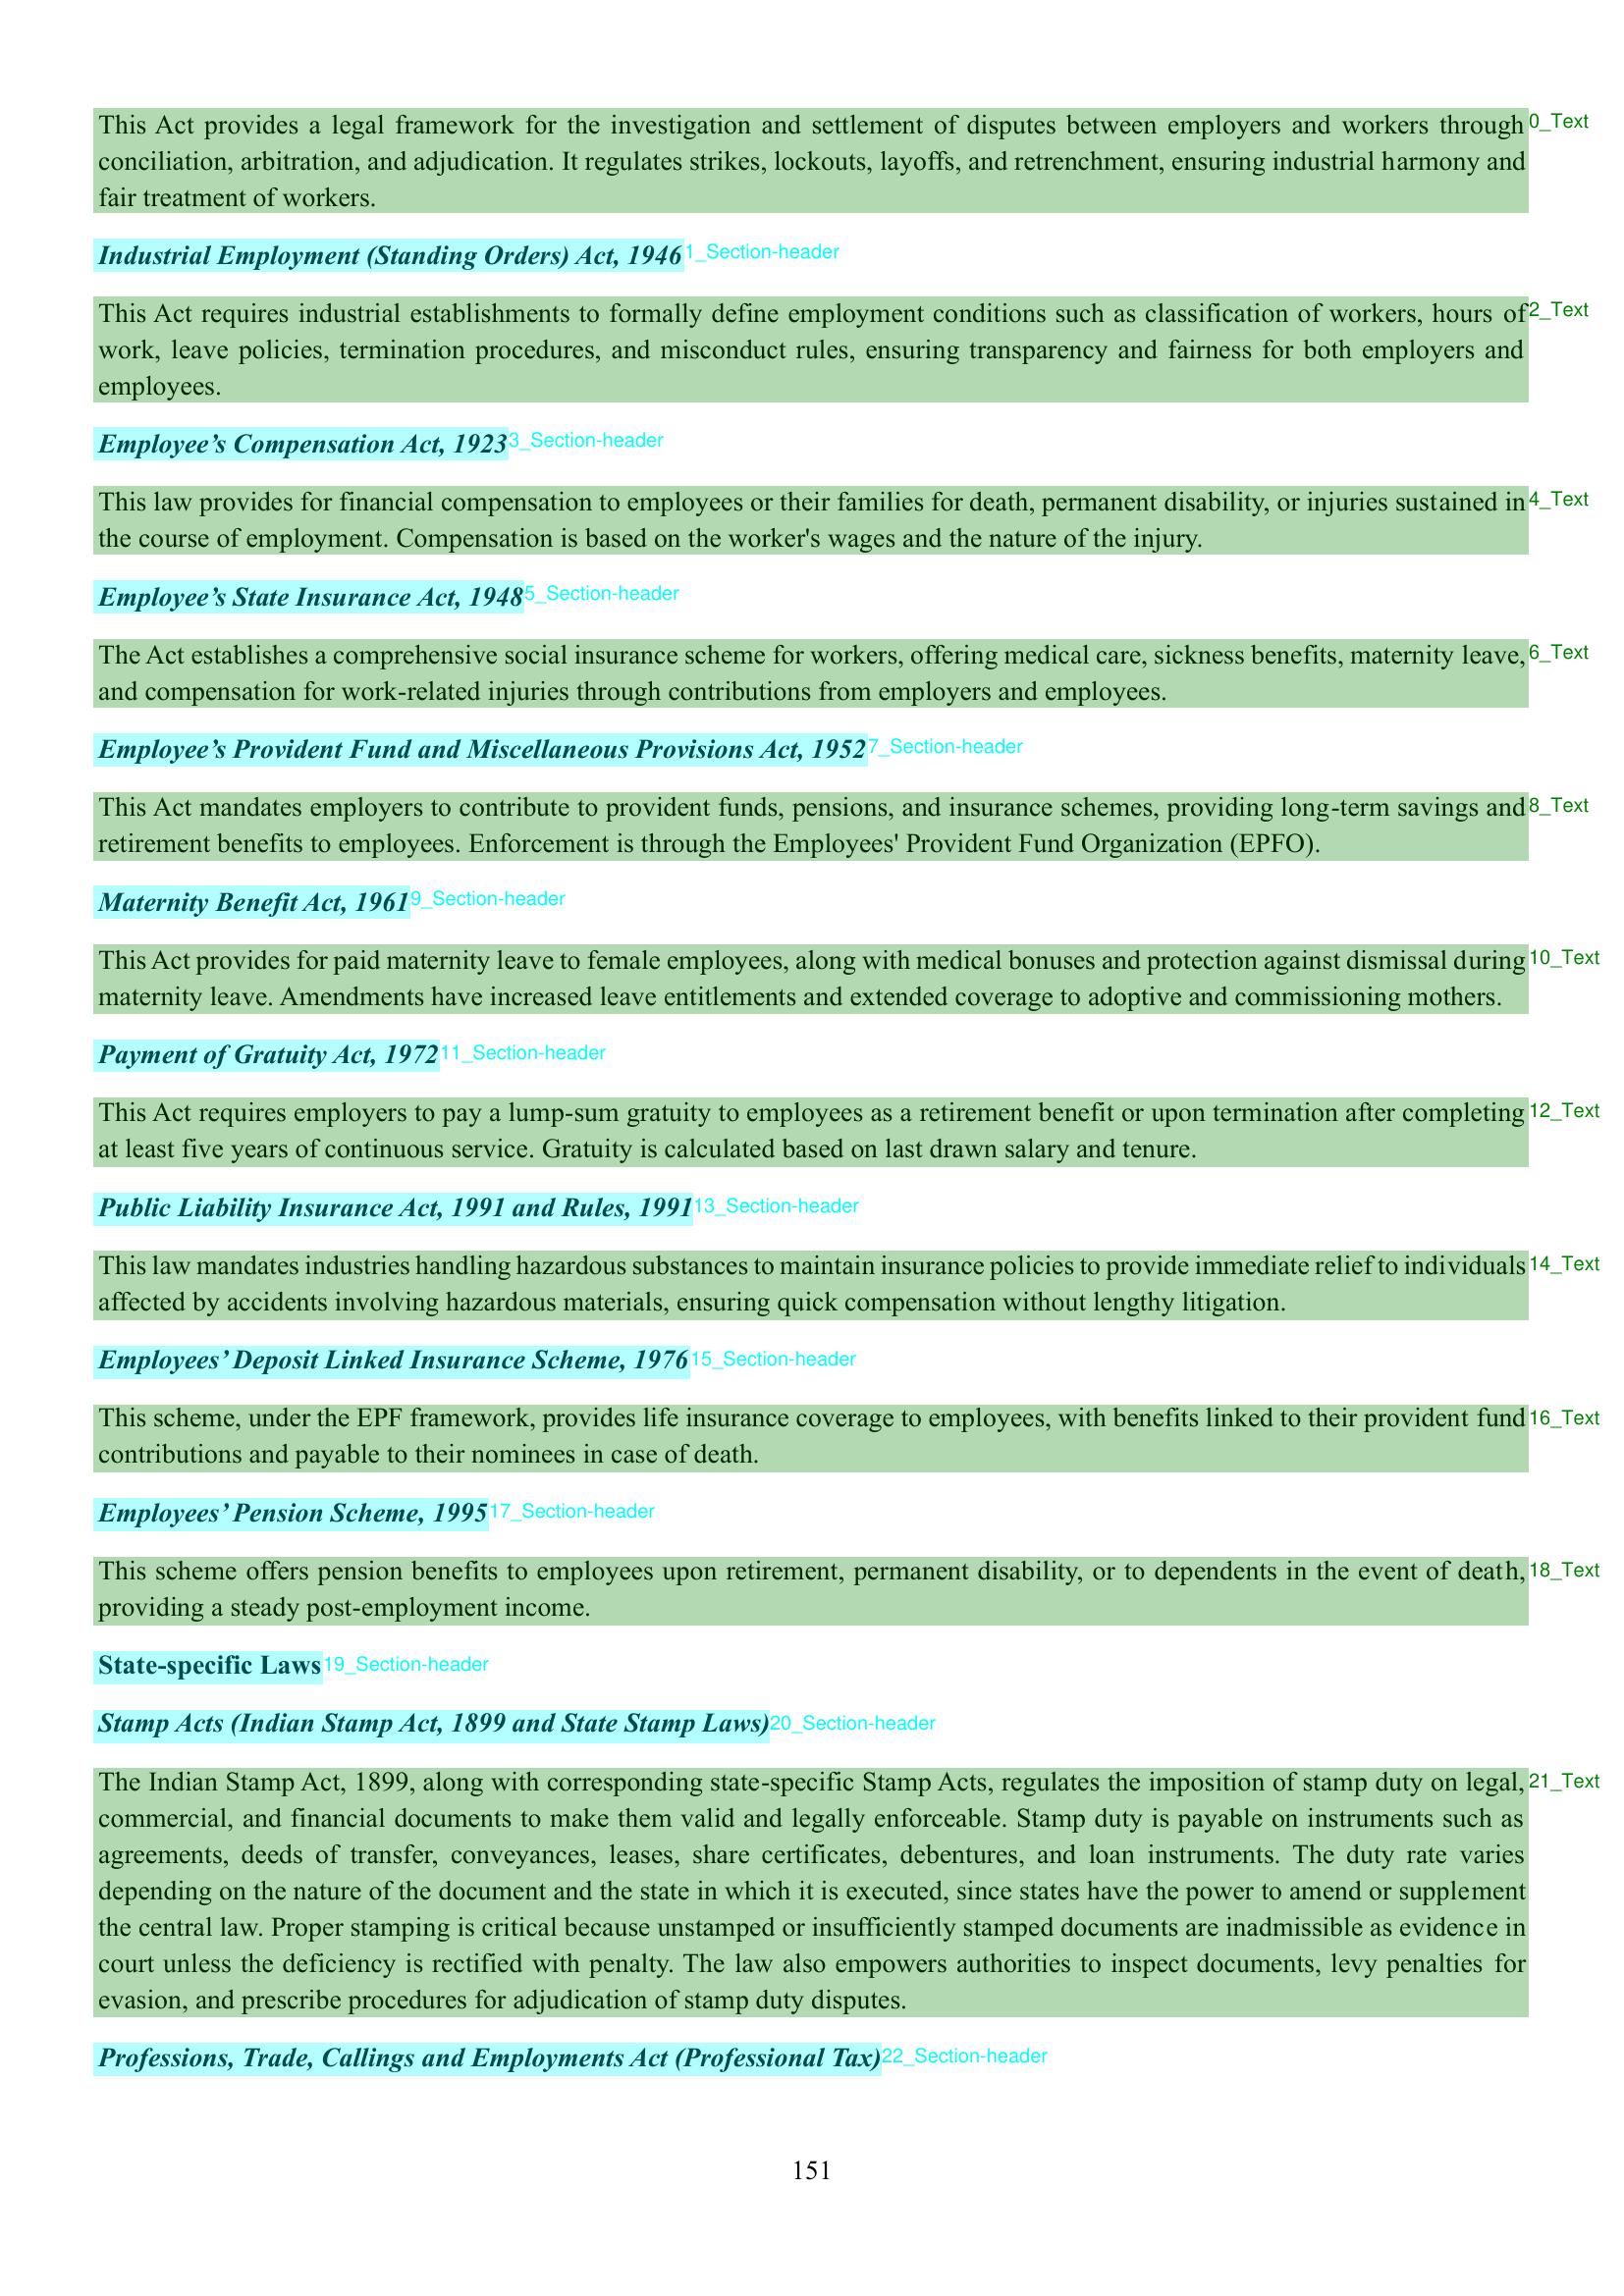 This Act provides a legal framework for the investigation and settlement of disputes between employers and workers through 0_Text
conciliation, arbitration, and adjudication. It regulates strikes, lockouts, layoffs, and retrenchment, ensuring industrial harmony and
fair treatment of workers.
Industrial Employment (Standing Orders) Act, 1946 1_Section-header
This Act requires industrial establishments to formally define employment conditions such as classification of workers, hours of 2_Text
work, leave policies, termination procedures, and misconduct rules, ensuring transparency and fairness for both employers and
employees.
Employee’s Compensation Act, 1923 3_Section-header
This law provides for financial compensation to employees or their families for death, permanent disability, or injuries sustained in 4_Text
the course of employment. Compensation is based on the worker's wages and the nature of the injury.
Employee’s State Insurance Act, 1948 5_Section-header
The Act establishes a comprehensive social insurance scheme for workers, offering medical care, sickness benefits, maternity leave, 6_Text
and compensation for work-related injuries through contributions from employers and employees.
Employee’s Provident Fund and Miscellaneous Provisions Act, 1952 7_Section-header
This Act mandates employers to contribute to provident funds, pensions, and insurance schemes, providing long-term savings and 8_Text
retirement benefits to employees. Enforcement is through the Employees' Provident Fund Organization (EPFO).
Maternity Benefit Act, 1961 9_Section-header
This Act provides for paid maternity leave to female employees, along with medical bonuses and protection against dismissal during 10_Text
maternity leave. Amendments have increased leave entitlements and extended coverage to adoptive and commissioning mothers.
Payment of Gratuity Act, 1972 11_Section-header
This Act requires employers to pay a lump-sum gratuity to employees as a retirement benefit or upon termination after completing 12_Text
at least five years of continuous service. Gratuity is calculated based on last drawn salary and tenure.
Public Liability Insurance Act, 1991 and Rules, 1991 13_Section-header
This law mandates industries handling hazardous substances to maintain insurance policies to provide immediate relief to individuals 14_Text
affected by accidents involving hazardous materials, ensuring quick compensation without lengthy litigation.
Employees’ Deposit Linked Insurance Scheme, 1976 15_Section-header
This scheme, under the EPF framework, provides life insurance coverage to employees, with benefits linked to their provident fund 16_Text
contributions and payable to their nominees in case of death.
Employees’ Pension Scheme, 1995 17_Section-header
This scheme offers pension benefits to employees upon retirement, permanent disability, or to dependents in the event of death, 18_Text
providing a steady post-employment income.
State-specific Laws 19_Section-header
Stamp Acts (Indian Stamp Act, 1899 and State Stamp Laws) 20_Section-header
The Indian Stamp Act, 1899, along with corresponding state-specific Stamp Acts, regulates the imposition of stamp duty on legal, 21_Text
commercial, and financial documents to make them valid and legally enforceable. Stamp duty is payable on instruments such as
agreements, deeds of transfer, conveyances, leases, share certificates, debentures, and loan instruments. The duty rate varies
depending on the nature of the document and the state in which it is executed, since states have the power to amend or supplement
the central law. Proper stamping is critical because unstamped or insufficiently stamped documents are inadmissible as evidence in
court unless the deficiency is rectified with penalty. The law also empowers authorities to inspect documents, levy penalties for
evasion, and prescribe procedures for adjudication of stamp duty disputes.
Professions, Trade, Callings and Employments Act (Professional Tax) 22_Section-header
151